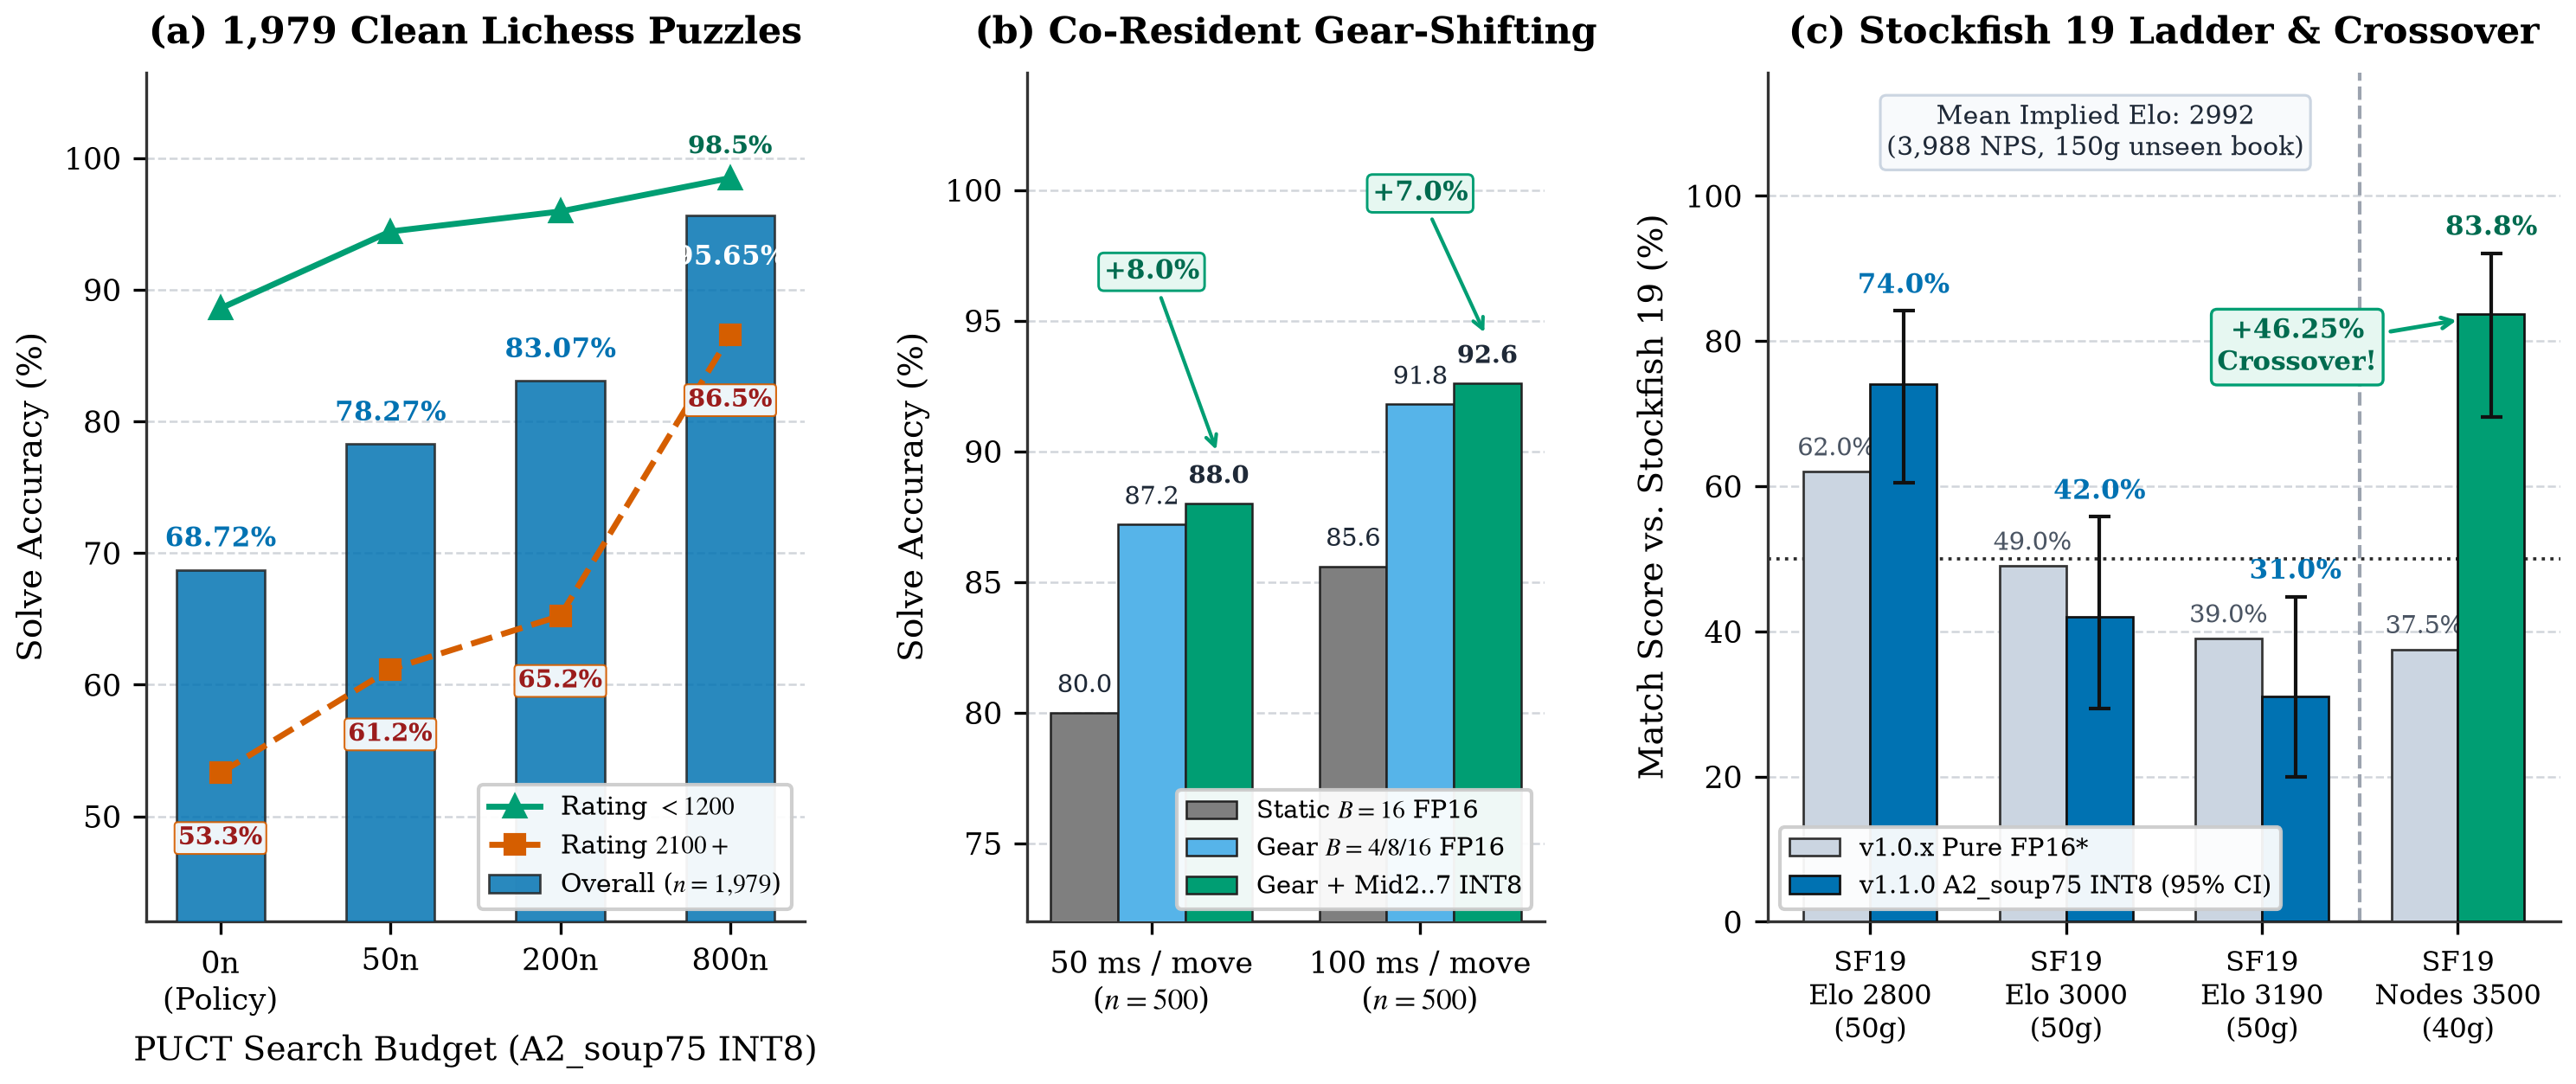 (a) 1,979 Clean Lichess Puzzles
Solve Accuracy (%)
100
90
80
70
60
50
68.72%
78.27%
83.07%
95.65%
98.5%
53.3%
61.2%
65.2%
86.5%
Rating < 1200
Rating 2100+
Overall (n = 1,979)
0n
(Policy)
50n
200n
800n
PUCT Search Budget (A2_soup75 INT8)
(b) Co-Resident Gear-Shifting
Solve Accuracy (%)
100
95
90
85
80
75
+8.0%
+7.0%
80.0
87.2
88.0
85.6
91.8
92.6
Static B = 16 FP16
Gear B = 4/8/16 FP16
Gear + Mid2..7 INT8
50 ms / move
(n = 500)
100 ms / move
(n = 500)
(c) Stockfish 19 Ladder & Crossover
Match Score vs. Stockfish 19 (%)
100
80
60
40
20
0
Mean Implied Elo: 2992
(3,988 NPS, 150g unseen book)
62.0%
74.0%
49.0%
42.0%
39.0%
31.0%
37.5%
83.8%
+46.25%
Crossover!
v1.0.x Pure FP16*
v1.1.0 A2_soup75 INT8 (95% CI)
SF19
Elo 2800
(50g)
SF19
Elo 3000
(50g)
SF19
Elo 3190
(50g)
SF19
Nodes 3500
(40g)